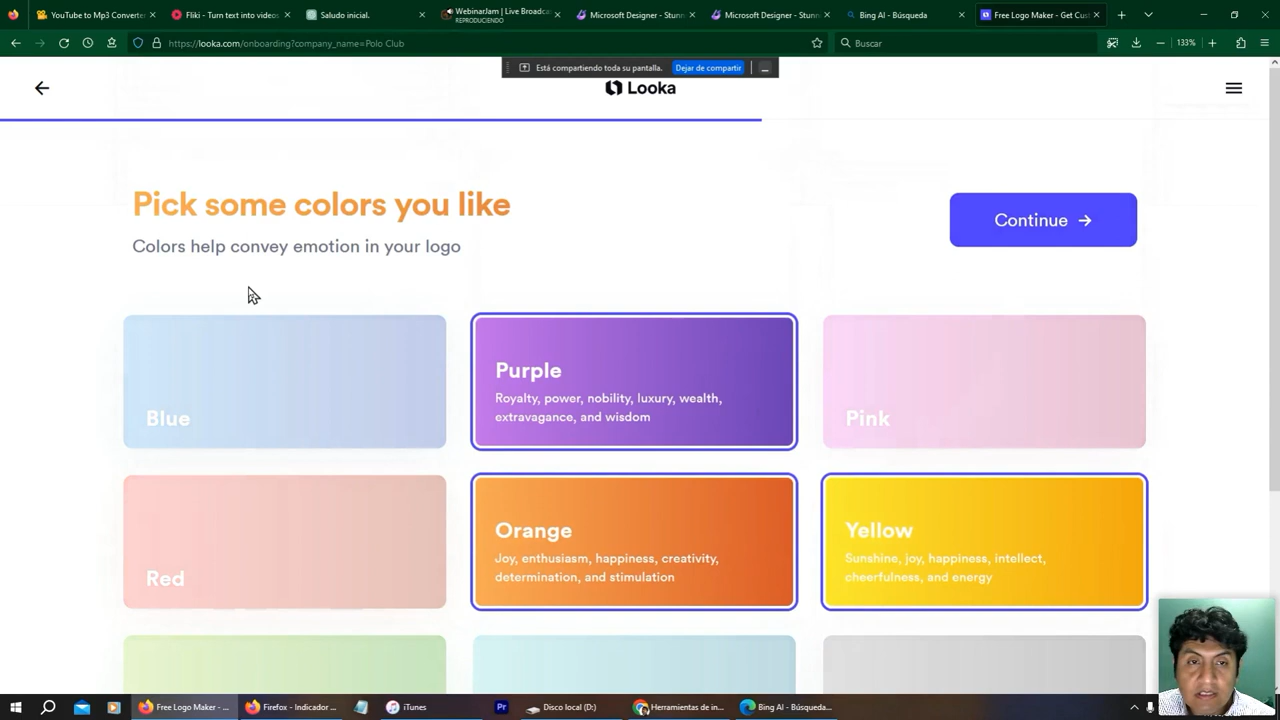 YouTube to Mp3 Converte
Fliki - Turn text into videos
Saludo inicial.
WebinarJam | Live Broadca
REPRODUCIENDO
Microsoft Designer - Stunn
Microsoft Designer - Stunn
Bing AI - Búsqueda
Free Logo Maker - Get Cust
https://looka.com/onboarding?company_name=Polo Club
Buscar
133%
Está compartiendo toda su pantalla.
Dejar de compartir
Looka
Pick some colors you like
Colors help convey emotion in your logo
Continue
Blue
Purple
Royalty, power, nobility, luxury, wealth,
extravagance, and wisdom
Pink
Red
Orange
Joy, enthusiasm, happiness, creativity,
determination, and stimulation
Yellow
Sunshine, joy, happiness, intellect,
cheerfulness, and energy
Free Logo Maker - ...
Firefox - Indicador ...
iTunes
Pr
Disco local (D:)
Herramientas de in...
Bing AI - Búsqueda...